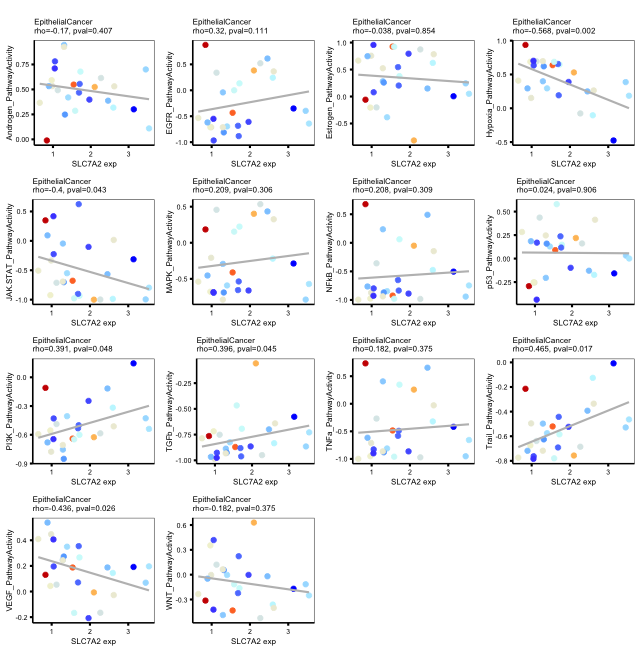 EpithelialCancer
rho=-0.17, pval=0.407
Androgen_PathwayActivity
0.75
0.50
0.25
0.00
1 2 3
SLC7A2 exp
EpithelialCancer
rho=0.32, pval=0.111
EGFR_PathwayActivity
1.0
0.5
0.0
-0.5
-1.0
1 2 3
SLC7A2 exp
EpithelialCancer
rho=-0.038, pval=0.854
Estrogen_PathwayActivity
1.0
0.5
0.0
-0.5
1 2 3
SLC7A2 exp
EpithelialCancer
rho=-0.568, pval=0.002
Hypoxia_PathwayActivity
1.0
0.5
0.0
-0.5
1 2 3
SLC7A2 exp
EpithelialCancer
rho=-0.4, pval=0.043
JAK-STAT_PathwayActivity
0.5
0.0
-0.5
-1.0
1 2 3
SLC7A2 exp
EpithelialCancer
rho=0.209, pval=0.306
MAPK_PathwayActivity
0.5
0.0
-0.5
1 2 3
SLC7A2 exp
EpithelialCancer
rho=0.208, pval=0.309
NFkB_PathwayActivity
0.5
0.0
-0.5
-1.0
1 2 3
SLC7A2 exp
EpithelialCancer
rho=0.024, pval=0.906
p53_PathwayActivity
0.50
0.25
0.00
-0.25
1 2 3
SLC7A2 exp
EpithelialCancer
rho=0.391, pval=0.048
PI3K_PathwayActivity
0.0
-0.3
-0.6
-0.9
1 2 3
SLC7A2 exp
EpithelialCancer
rho=0.396, pval=0.045
TGFb_PathwayActivity
-0.25
-0.50
-0.75
-1.00
1 2 3
SLC7A2 exp
EpithelialCancer
rho=0.182, pval=0.375
TNFa_PathwayActivity
0.5
0.0
-0.5
-1.0
1 2 3
SLC7A2 exp
EpithelialCancer
rho=0.465, pval=0.017
Trail_PathwayActivity
0.0
-0.2
-0.4
-0.6
-0.8
1 2 3
SLC7A2 exp
EpithelialCancer
rho=-0.436, pval=0.026
VEGF_PathwayActivity
0.4
0.2
0.0
-0.2
1 2 3
SLC7A2 exp
EpithelialCancer
rho=-0.182, pval=0.375
WNT_PathwayActivity
0.6
0.3
0.0
-0.3
1 2 3
SLC7A2 exp